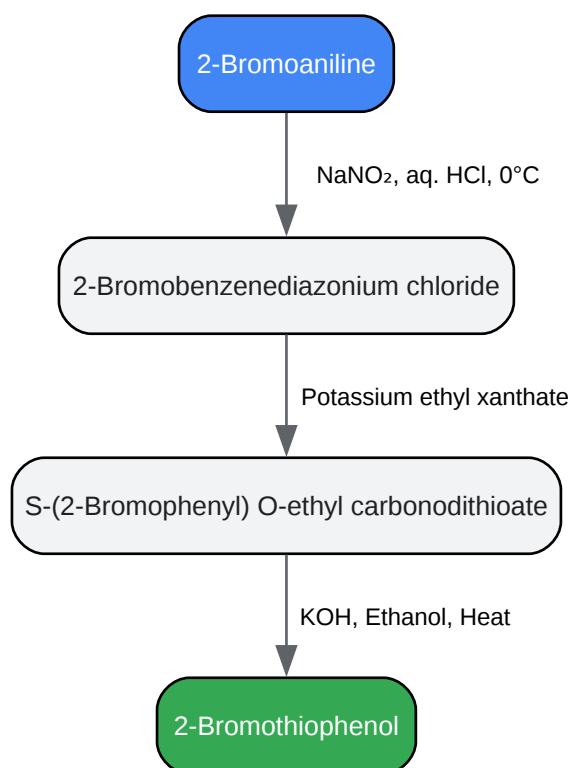 2-Bromoaniline
NaNO₂, aq. HCl, 0°C
2-Bromobenzenediazonium chloride
Potassium ethyl xanthate
S-(2-Bromophenyl) O-ethyl carbonodithioate
KOH, Ethanol, Heat
2-Bromothiophenol